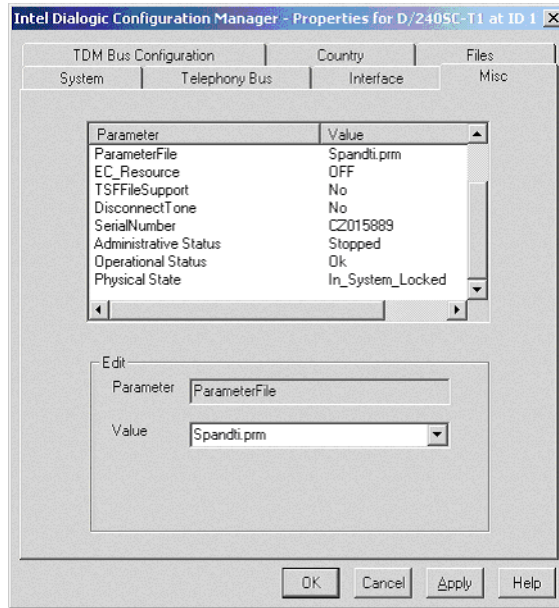 Intel Dialogic Configuration Manager - Properties for D/240SC-T1 at ID 1
TDM Bus Configuration Country Files
System Telephony Bus Interface Misc
Parameter Value
ParameterFile Spandti.prm
EC_Resource OFF
TSFFileSupport No
DisconnectTone No
SerialNumber CZ015889
Administrative Status Stopped
Operational Status Ok
Physical State In_System_Locked
Edit
Parameter ParameterFile
Value Spandti.prm
OK Cancel Apply Help